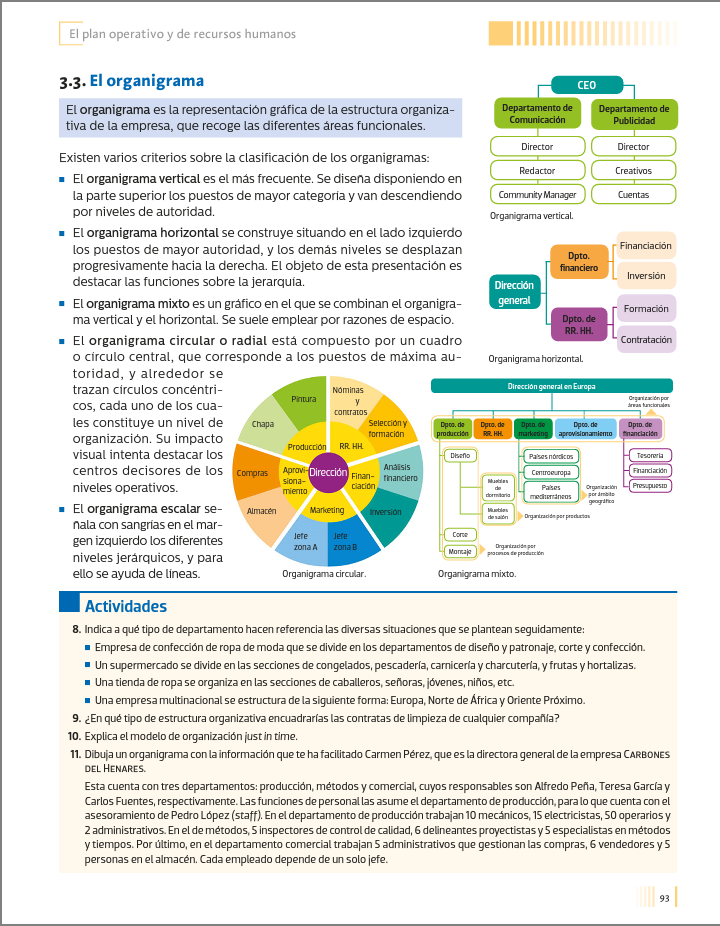 El plan operativo y de recursos humanos
3.3. El organigrama
El organigrama es la representación gráfica de la estructura organiza-
tiva de la empresa, que recoge las diferentes áreas funcionales.
Existen varios criterios sobre la clasificación de los organigramas:
El organigrama vertical es el más frecuente. Se diseña disponiendo en
la parte superior los puestos de mayor categoría y van descendiendo
por niveles de autoridad.
El organigrama horizontal se construye situando en el lado izquierdo
los puestos de mayor autoridad, y los demás niveles se desplazan
progresivamente hacia la derecha. El objeto de esta presentación es
destacar las funciones sobre la jerarquía.
El organigrama mixto es un gráfico en el que se combinan el organigra-
ma vertical y el horizontal. Se suele emplear por razones de espacio.
El organigrama circular o radial está compuesto por un cuadro
o círculo central, que corresponde a los puestos de máxima au-
toridad, y alrededor se
trazan círculos concéntri-
cos, cada uno de los cua-
les constituye un nivel de
organización. Su impacto
visual intenta destacar los
centros decisores de los
niveles operativos.
El organigrama escalar se-
ñala con sangrías en el mar-
gen izquierdo los diferentes
niveles jerárquicos, y para
ello se ayuda de líneas.
CEO
Departamento de
Comunicación
Departamento de
Publicidad
Director
Director
Redactor
Creativos
Community Manager
Cuentas
Organigrama vertical.
Dirección
general
Dpto.
financiero
Financiación
Inversión
Dpto. de
RR. HH.
Formación
Contratación
Organigrama horizontal.
Pintura
Nóminas
y
contratos
Chapa
Selección y
formación
Producción
RR. HH.
Compras
Aprovi-
siona-
miento
Dirección
Finan-
ciación
Análisis
financiero
Almacén
Marketing
Inversión
Jefe
zona A
Jefe
zona B
Organigrama circular.
Dirección general en Europa
Organización por
áreas funcionales
Dpto. de
producción
Dpto. de
RR. HH.
Dpto. de
marketing
Dpto. de
aprovisionamiento
Dpto. de
financiación
Diseño
Países nórdicos
Tesorería
Centroeuropa
Financiación
Muebles
de
dormitorio
Países
mediterráneos
Presupuesto
Organización
por ámbito
geográfico
Muebles
de salón
Organización por productos
Corte
Montaje
Organización por
procesos de producción
Organigrama mixto.
Actividades
8. Indica a qué tipo de departamento hacen referencia las diversas situaciones que se plantean seguidamente:
Empresa de confección de ropa de moda que se divide en los departamentos de diseño y patronaje, corte y confección.
Un supermercado se divide en las secciones de congelados, pescadería, carnicería y charcutería, y frutas y hortalizas.
Una tienda de ropa se organiza en las secciones de caballeros, señoras, jóvenes, niños, etc.
Una empresa multinacional se estructura de la siguiente forma: Europa, Norte de África y Oriente Próximo.
9. ¿En qué tipo de estructura organizativa encuadrarías las contratas de limpieza de cualquier compañía?
10. Explica el modelo de organización just in time.
11. Dibuja un organigrama con la información que te ha facilitado Carmen Pérez, que es la directora general de la empresa CARBONES
DEL HENARES.
Esta cuenta con tres departamentos: producción, métodos y comercial, cuyos responsables son Alfredo Peña, Teresa García y
Carlos Fuentes, respectivamente. Las funciones de personal las asume el departamento de producción, para lo que cuenta con el
asesoramiento de Pedro López (staff). En el departamento de producción trabajan 10 mecánicos, 15 electricistas, 50 operarios y
2 administrativos. En el de métodos, 5 inspectores de control de calidad, 6 delineantes proyectistas y 5 especialistas en métodos
y tiempos. Por último, en el departamento comercial trabajan 5 administrativos que gestionan las compras, 6 vendedores y 5
personas en el almacén. Cada empleado depende de un solo jefe.
93